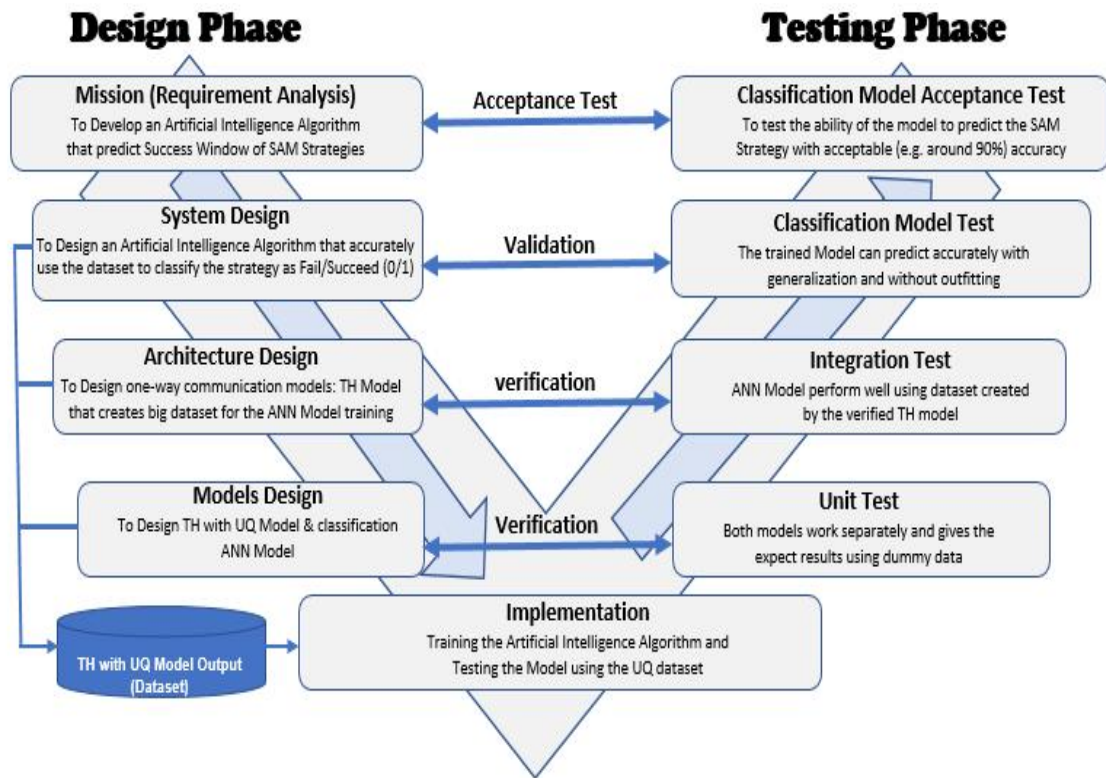 Design Phase
Testing Phase
Mission (Requirement Analysis)
To Develop an Artificial Intelligence Algorithm
that predict Success Window of SAM Strategies
Acceptance Test
Classification Model Acceptance Test
To test the ability of the model to predict the SAM
Strategy with acceptable (e.g. around 90%) accuracy
System Design
To Design an Artificial Intelligence Algorithm that accurately
use the dataset to classify the strategy as Fail/Succeed (0/1)
Validation
Classification Model Test
The trained Model can predict accurately with
generalization and without outfitting
Architecture Design
To Design one-way communication models: TH Model
that creates big dataset for the ANN Model training
verification
Integration Test
ANN Model perform well using dataset created
by the verified TH model
Models Design
To Design TH with UQ Model & classification
ANN Model
Verification
Unit Test
Both models work separately and gives the
expect results using dummy data
Implementation
Training the Artificial Intelligence Algorithm and
Testing the Model using the UQ dataset
TH with UQ Model Output
(Dataset)